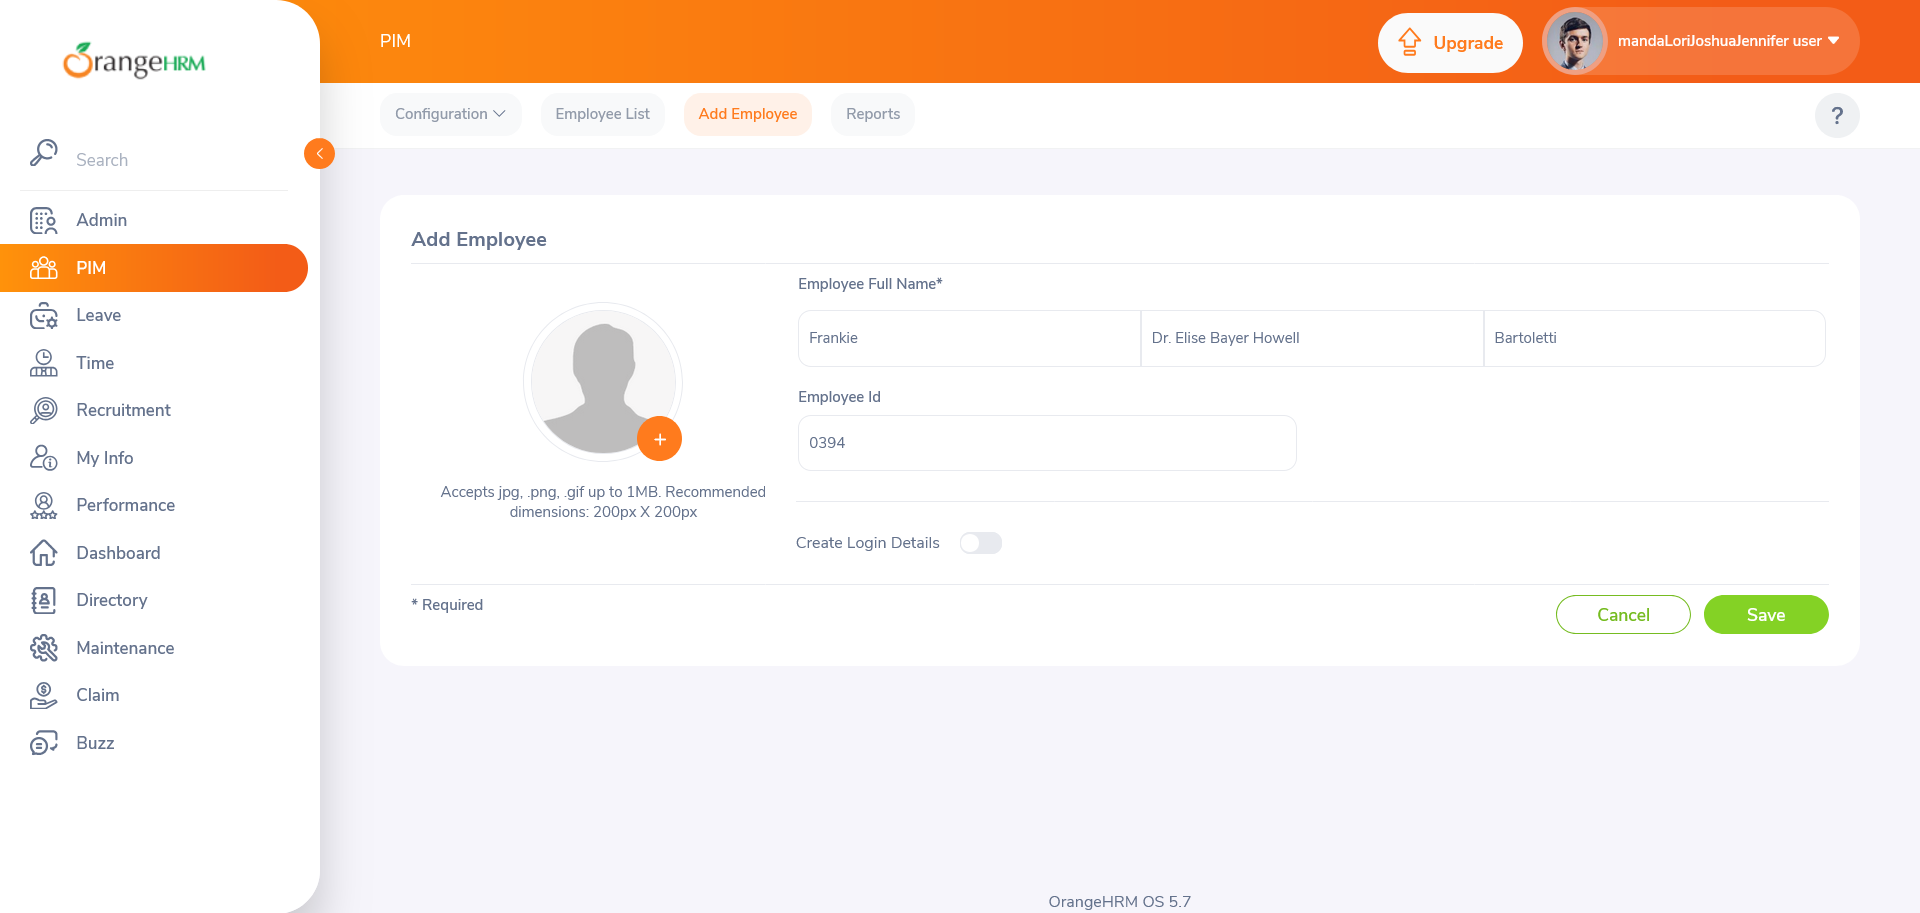 OrangeHRM
Search
Admin
PIM
Leave
Time
Recruitment
My Info
Performance
Dashboard
Directory
Maintenance
Claim
Buzz
PIM
Upgrade
mandaLoriJoshuaJennifer user
Configuration
Employee List
Add Employee
Reports
?
Add Employee
Accepts jpg, .png, .gif up to 1MB. Recommended
dimensions: 200px X 200px
Employee Full Name*
Frankie
Dr. Elise Bayer Howell
Bartoletti
Employee Id
0394
Create Login Details
* Required
Cancel
Save
OrangeHRM OS 5.7